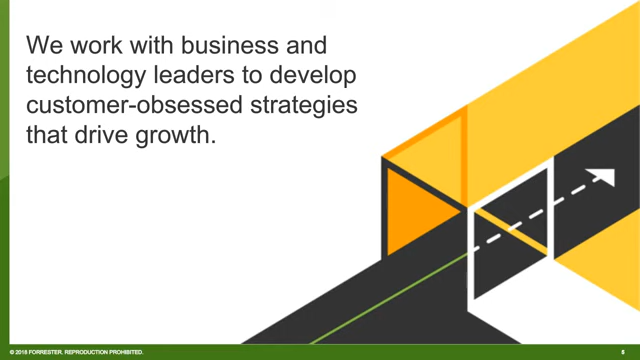 We work with business and
technology leaders to develop
customer-obsessed strategies
that drive growth.
© 2018 FORRESTER. REPRODUCTION PROHIBITED.
5